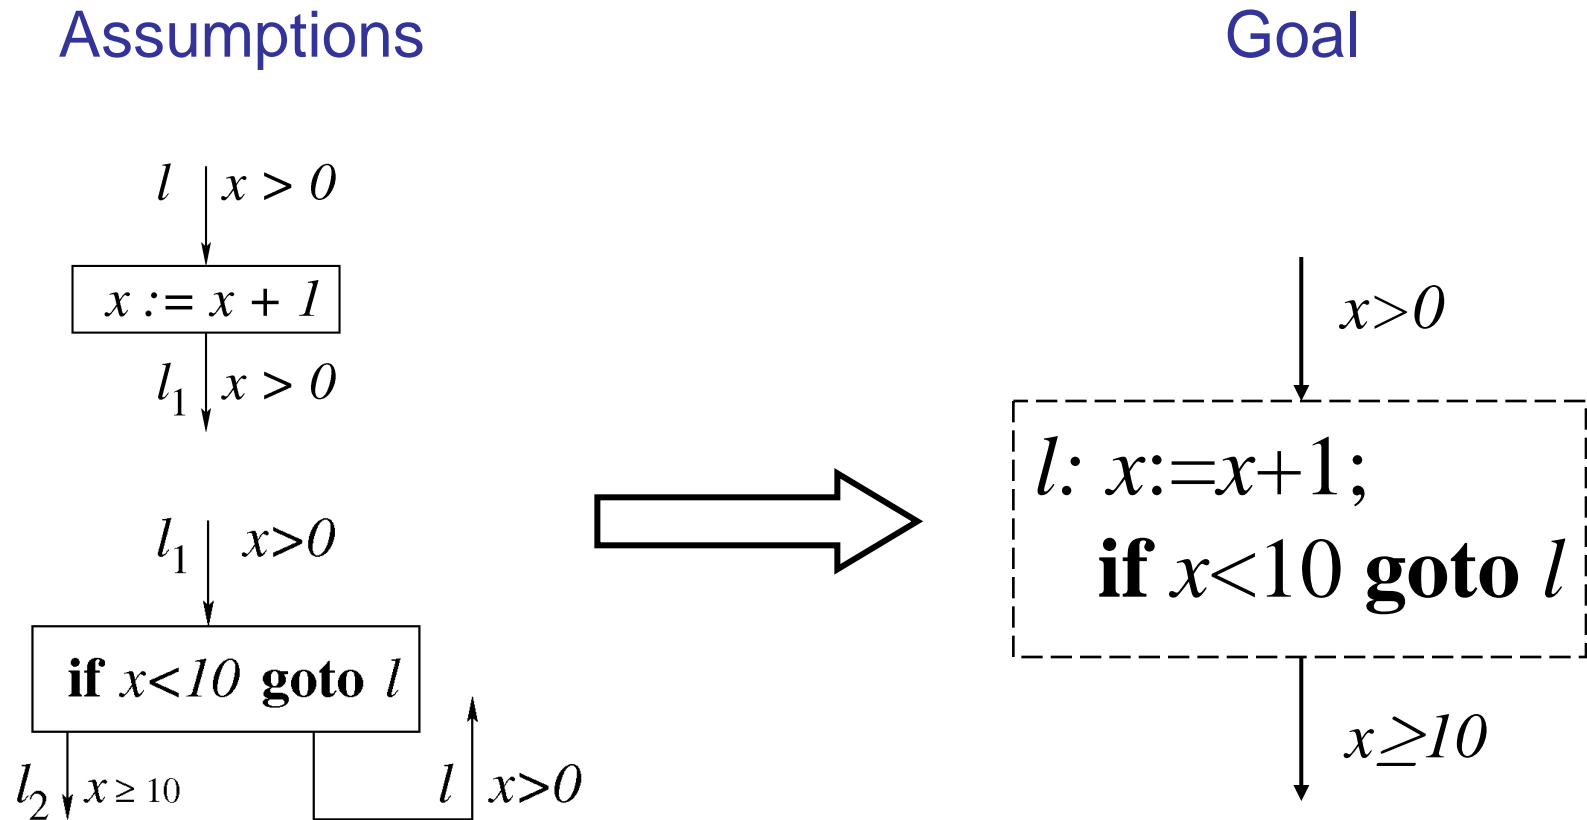 Assumptions
l x > 0
x := x + 1
l₁ x > 0
l₁ x>0
if x<10 goto l
l₂ x ≥ 10
l x>0
Goal
x>0
l: x:=x+1;
if x<10 goto l
x≥10